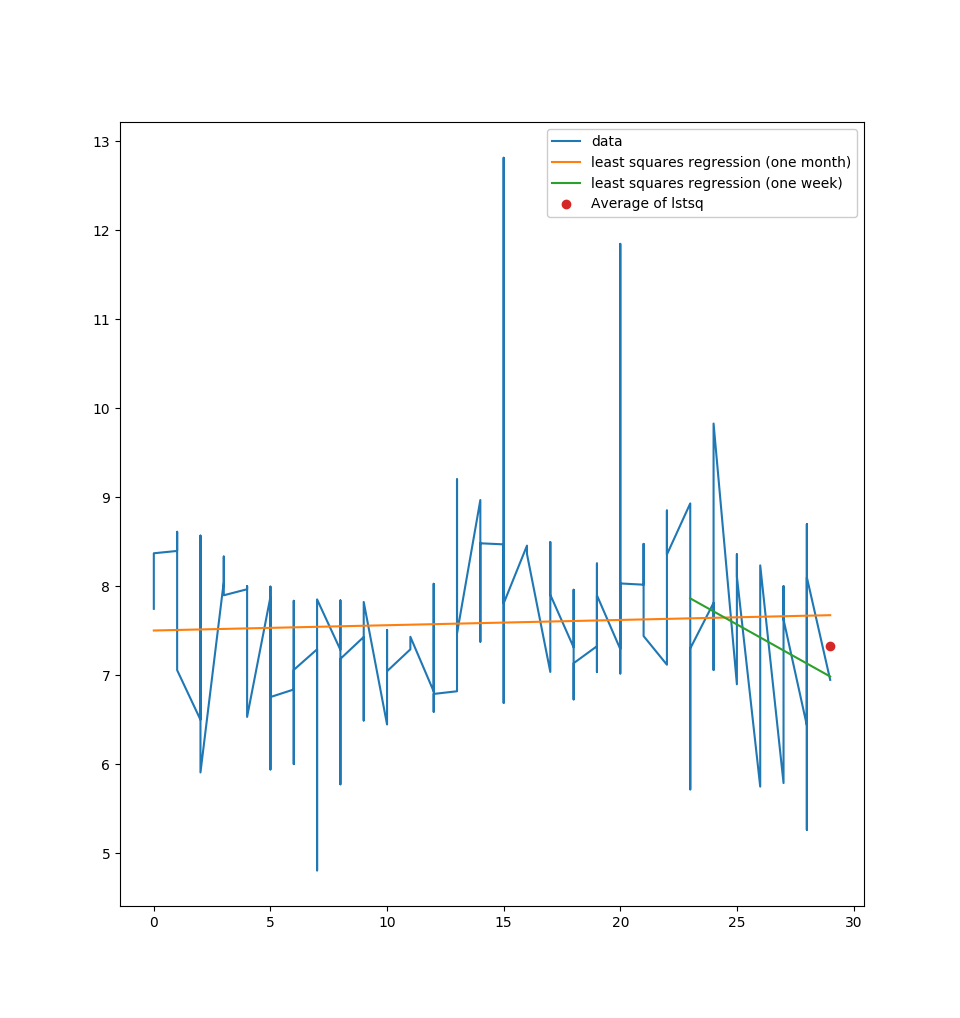 13
12
11
10
9
8
7
6
5
0 5 10 15 20 25 30
data
least squares regression (one month)
least squares regression (one week)
Average of lstsq